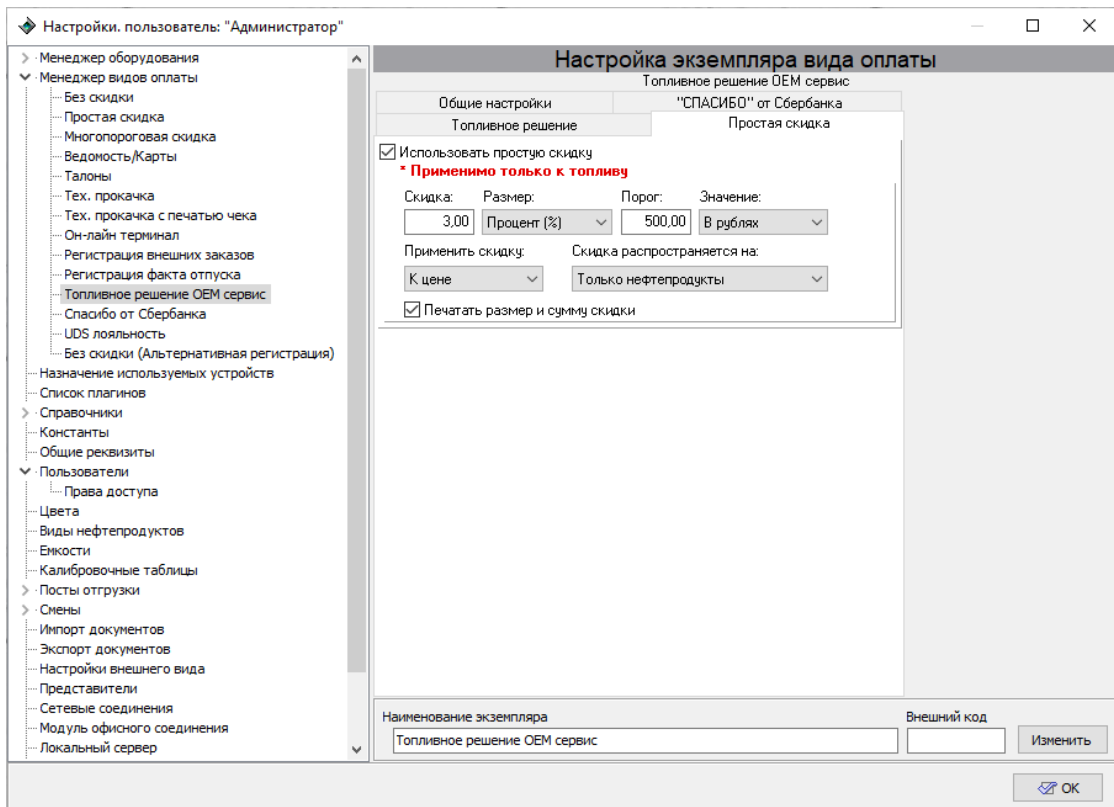 Настройки. пользователь: "Администратор"
Менеджер оборудования
Менеджер видов оплаты
Без скидки
Простая скидка
Многопороговая скидка
Ведомость/Карты
Талоны
Тех. прокачка
Тех. прокачка с печатью чека
Он-лайн терминал
Регистрация внешних заказов
Регистрация факта отпуска
Топливное решение OEM сервис
Спасибо от Сбербанка
UDS лояльность
Без скидки (Альтернативная регистрация)
Назначение используемых устройств
Список плагинов
Справочники
Константы
Общие реквизиты
Пользователи
Права доступа
Цвета
Виды нефтепродуктов
Емкости
Калибровочные таблицы
Посты отгрузки
Смены
Импорт документов
Экспорт документов
Настройки внешнего вида
Представители
Сетевые соединения
Модуль офисного соединения
Локальный сервер
Настройка экземпляра вида оплаты
Топливное решение OEM сервис
Общие настройки "СПАСИБО" от Сбербанка
Топливное решение Простая скидка
Использовать простую скидку
* Применимо только к топливу
Скидка: Размер: Порог: Значение:
3,00 Процент (%) 500,00 В рублях
Применить скидку: Скидка распространяется на:
К цене Только нефтепродукты
Печатать размер и сумму скидки
Наименование экземпляра Внешний код
Топливное решение OEM сервис Изменить
OK